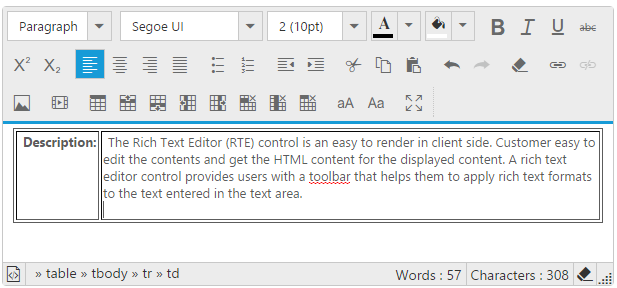 Paragraph Segoe UI 2 (10pt) A B I U abc
X² X₂
aA Aa
Description: The Rich Text Editor (RTE) control is an easy to render in client side. Customer easy to
edit the contents and get the HTML content for the displayed content. A rich text
editor control provides users with a toolbar that helps them to apply rich text formats
to the text entered in the text area.
» table » tbody » tr » td Words : 57 Characters : 308